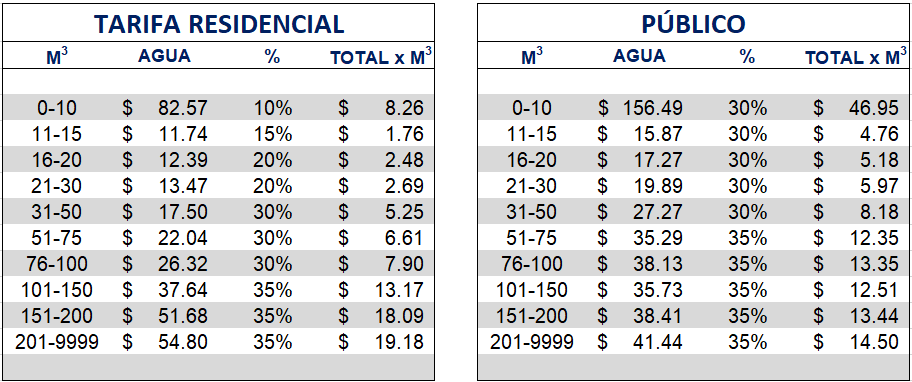 TARIFA RESIDENCIAL
M³ AGUA % TOTAL x M³
0-10 $ 82.57 10% $ 8.26
11-15 $ 11.74 15% $ 1.76
16-20 $ 12.39 20% $ 2.48
21-30 $ 13.47 20% $ 2.69
31-50 $ 17.50 30% $ 5.25
51-75 $ 22.04 30% $ 6.61
76-100 $ 26.32 30% $ 7.90
101-150 $ 37.64 35% $ 13.17
151-200 $ 51.68 35% $ 18.09
201-9999 $ 54.80 35% $ 19.18
PÚBLICO
M³ AGUA % TOTAL x M³
0-10 $ 156.49 30% $ 46.95
11-15 $ 15.87 30% $ 4.76
16-20 $ 17.27 30% $ 5.18
21-30 $ 19.89 30% $ 5.97
31-50 $ 27.27 30% $ 8.18
51-75 $ 35.29 35% $ 12.35
76-100 $ 38.13 35% $ 13.35
101-150 $ 35.73 35% $ 12.51
151-200 $ 38.41 35% $ 13.44
201-9999 $ 41.44 35% $ 14.50